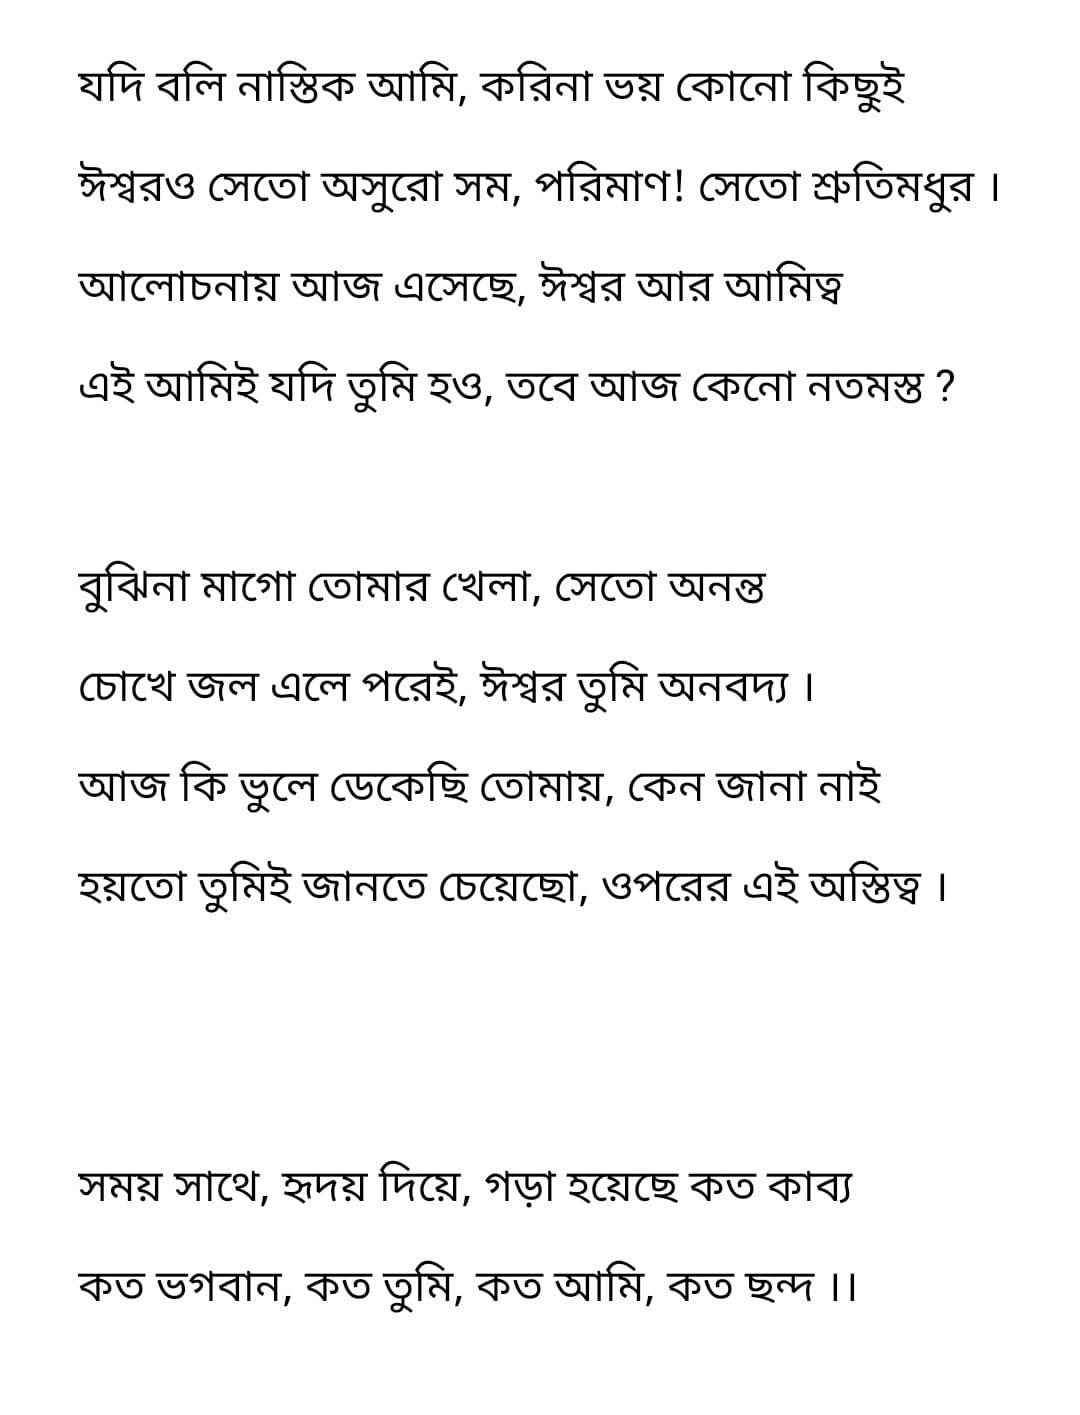 যদি বলি নাস্তিক আমি, করিনা ভয় কোনো কিছুই
ঈশ্বরও সেতো অসুরো সম, পরিমাণ! সেতো শ্রুতিমধুর ।
আলোচনায় আজ এসেছে, ঈশ্বর আর আমিত্ব
এই আমিই যদি তুমি হও, তবে আজ কেনো নতমস্ত ?
বুঝিনা মাগো তোমার খেলা, সেতো অনন্ত
চোখে জল এলে পরেই, ঈশ্বর তুমি অনবদ্য ।
আজ কি ভুলে ডেকেছি তোমায়, কেন জানা নাই
হয়তো তুমিই জানতে চেয়েছো, ওপরের এই অস্তিত্ব ।
সময় সাথে, হৃদয় দিয়ে, গড়া হয়েছে কত কাব্য
কত ভগবান, কত তুমি, কত আমি, কত ছন্দ ।।